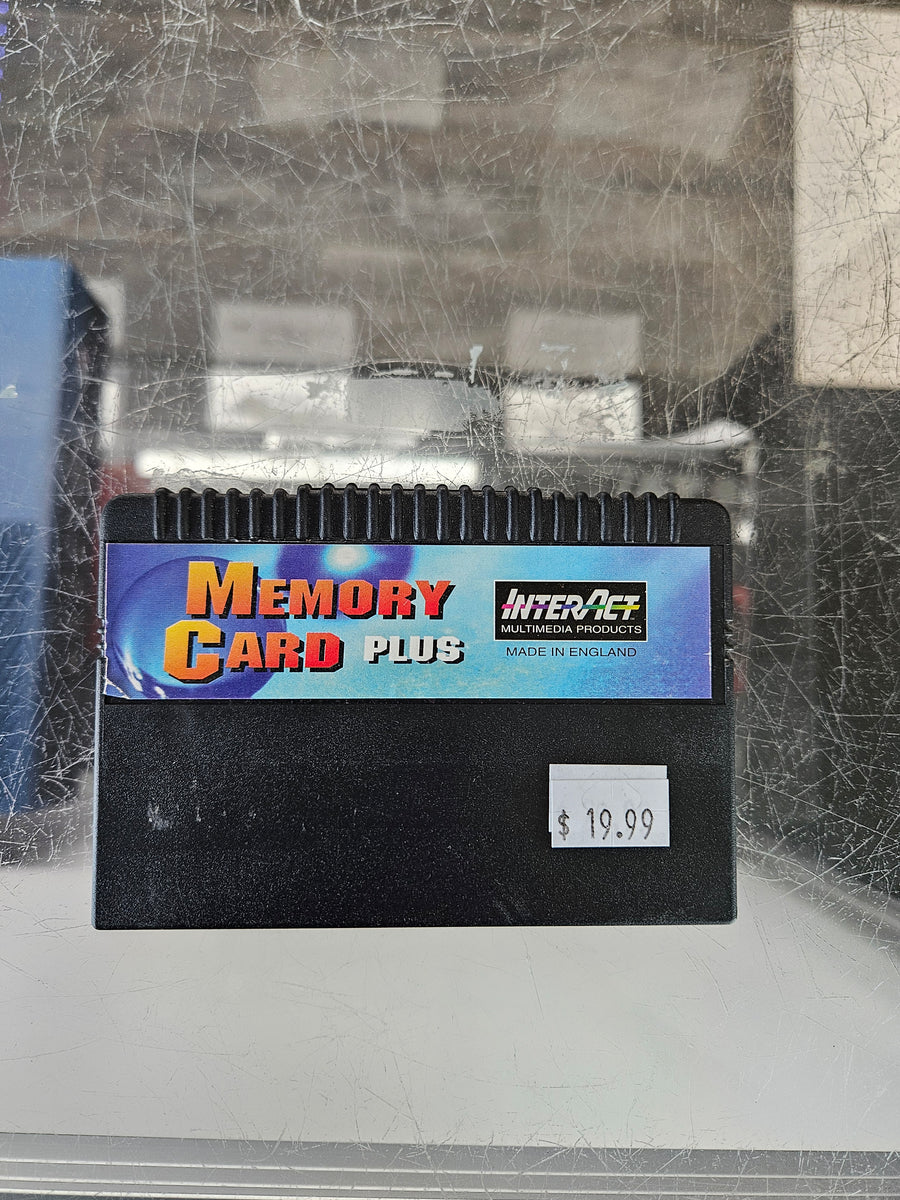 MEMORY
CARD PLUS
INTERACT
MULTIMEDIA PRODUCTS
MADE IN ENGLAND
$ 19.99